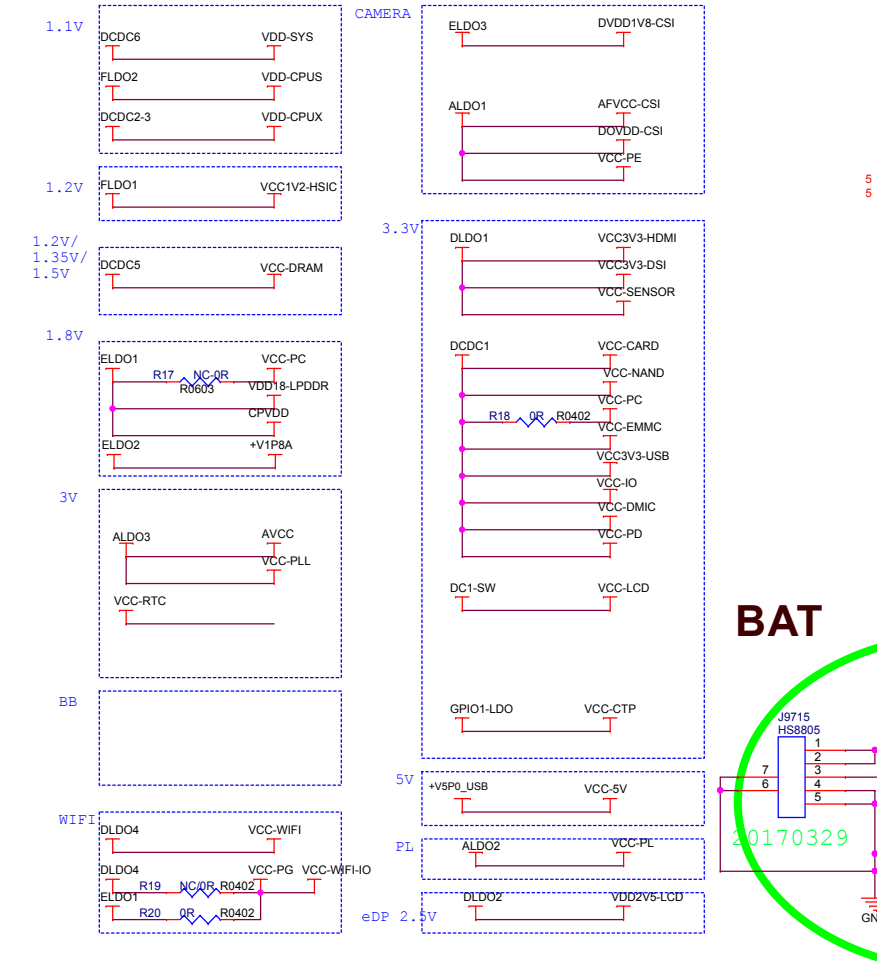 1.1V
DCDC6 VDD-SYS
FLDO2 VDD-CPUS
DCDC2-3 VDD-CPUX
1.2V
FLDO1 VCC1V2-HSIC
1.2V/
1.35V/
1.5V
DCDC5 VCC-DRAM
1.8V
ELDO1 VCC-PC
R17 NC-0R
R0603
VDD18-LPDDR
CPVDD
ELDO2 +V1P8A
3V
ALDO3 AVCC
VCC-PLL
VCC-RTC
BB
WIFI
DLDO4 VCC-WIFI
DLDO4 VCC-PG VCC-WIFI-IO
R19 NC/0R R0402
ELDO1
R20 0R R0402
CAMERA
ELDO3 DVDD1V8-CSI
ALDO1 AFVCC-CSI
DOVDD-CSI
VCC-PE
3.3V
DLDO1 VCC3V3-HDMI
VCC3V3-DSI
VCC-SENSOR
DCDC1 VCC-CARD
VCC-NAND
VCC-PC
R18 0R R0402
VCC-EMMC
VCC3V3-USB
VCC-IO
VCC-DMIC
VCC-PD
DC1-SW VCC-LCD
GPIO1-LDO VCC-CTP
5V
+V5P0_USB VCC-5V
PL
ALDO2 VCC-PL
eDP 2.5V
DLDO2 VDD2V5-LCD
5
5
BAT
J9715
HS8805
1
2
7 3
6 4
5
20170329
GN